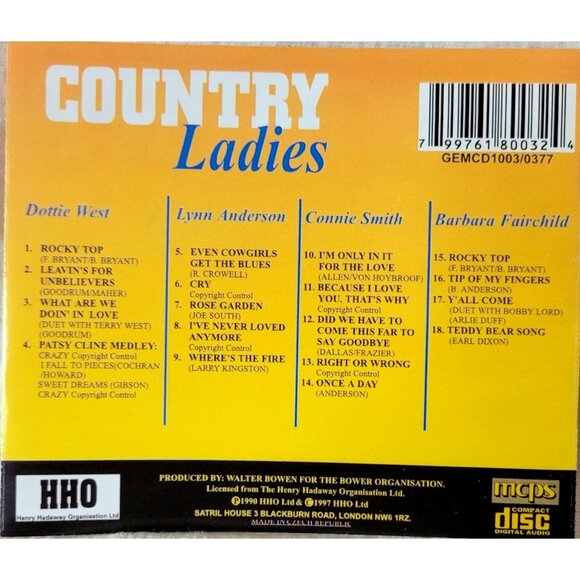 COUNTRY
Ladies
7 99761 80032 4
GEMCD1003/0377
Dottie West
1. ROCKY TOP
(F. BRYANT/B. BRYANT)
2. LEAVIN'S FOR
UNBELIEVERS
(GOODRUM/MAHER)
3. WHAT ARE WE
DOIN' IN LOVE
(DUET WITH TERRY WEST)
(GOODRUM)
4. PATSY CLINE MEDLEY:
CRAZY Copyright Control
I FALL TO PIECES(COCHRAN
/HOWARD)
SWEET DREAMS (GIBSON)
CRAZY Copyright Control
Lynn Anderson
5. EVEN COWGIRLS
GET THE BLUES
(R. CROWELL)
6. CRY
Copyright Control
7. ROSE GARDEN
(JOE SOUTH)
8. I'VE NEVER LOVED
ANYMORE
Copyright Control
9. WHERE'S THE FIRE
(LARRY KINGSTON)
Connie Smith
10. I'M ONLY IN IT
FOR THE LOVE
(ALLEN/VON HOYBROOF)
11. BECAUSE I LOVE
YOU. THAT'S WHY
Copyright Control
12. DID WE HAVE TO
COME THIS FAR TO
SAY GOODBYE
(DALLAS/FRAZIER)
13. RIGHT OR WRONG
Copyright Control
14. ONCE A DAY
(ANDERSON)
Barbara Fairchild
15. ROCKY TOP
(F. BRYANT/B. BRYANT)
16. TIP OF MY FINGERS
(B. ANDERSON)
17. Y'ALL COME
(DUET WITH BOBBY LORD)
(ARLIE DUFF)
18. TEDDY BEAR SONG
(EARL DIXON)
HHO
Henry Hadaway Organisation Ltd
PRODUCED BY: WALTER BOWEN FOR THE BOWER ORGANISATION.
Licensed from The Henry Hadaway Organisation Ltd.
℗1990 HHO Ltd & ©1997 HHO Ltd
SATRIL HOUSE 3 BLACKBURN ROAD, LONDON NW6 1RZ.
MADE IN CZECH REPUBLIC
mcps
COMPACT
disc
DIGITAL AUDIO